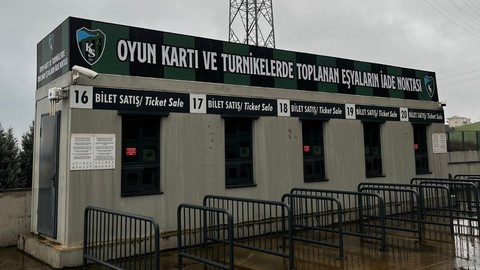 OYUN KARTI VE TURNİKELERDE TOPLANAN EŞYALARIN İADE NOKTASI
16 BİLET SATIŞ/ Ticket Sale 17 BİLET SATIŞ/ Ticket Sale 18 BİLET SATIŞ/ Ticket Sale 19 BİLET SATIŞ/ Ticket Sale 20 BİLET SATIŞ/ Ticket Sale